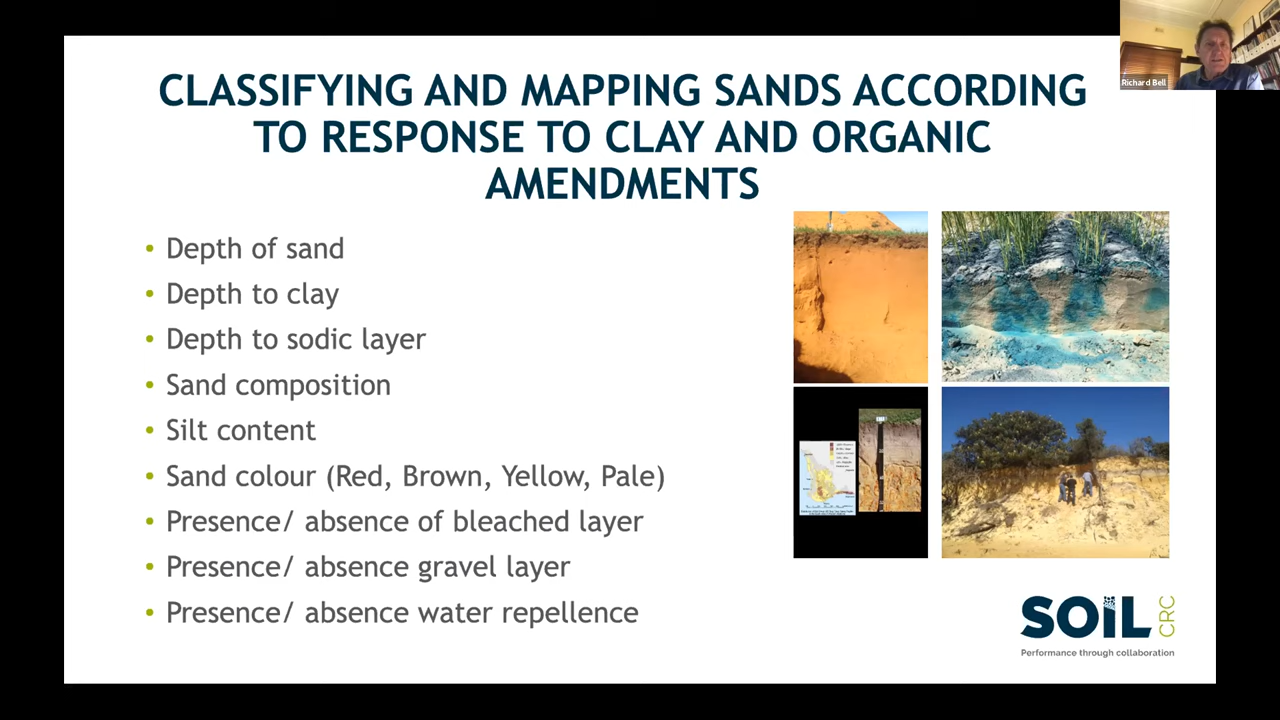 Richard Bell
CLASSIFYING AND MAPPING SANDS ACCORDING
TO RESPONSE TO CLAY AND ORGANIC
AMENDMENTS
• Depth of sand
• Depth to clay
• Depth to sodic layer
• Sand composition
• Silt content
• Sand colour (Red, Brown, Yellow, Pale)
• Presence/ absence of bleached layer
• Presence/ absence gravel layer
• Presence/ absence water repellence
SOIL CRC
Performance through collaboration